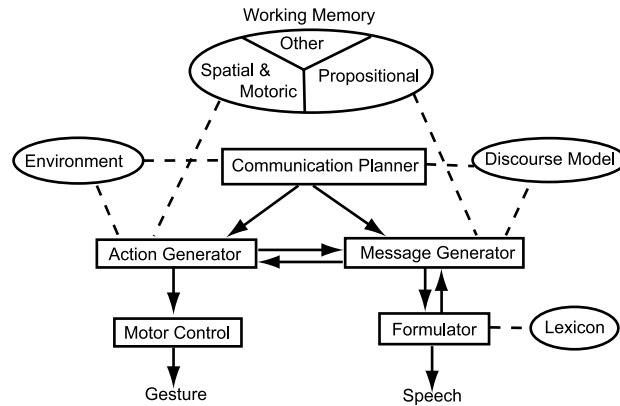 Working Memory
Other
Spatial &
Motoric
Propositional
Environment
Communication Planner
Discourse Model
Action Generator
Message Generator
Motor Control
Formulator
Lexicon
Gesture
Speech